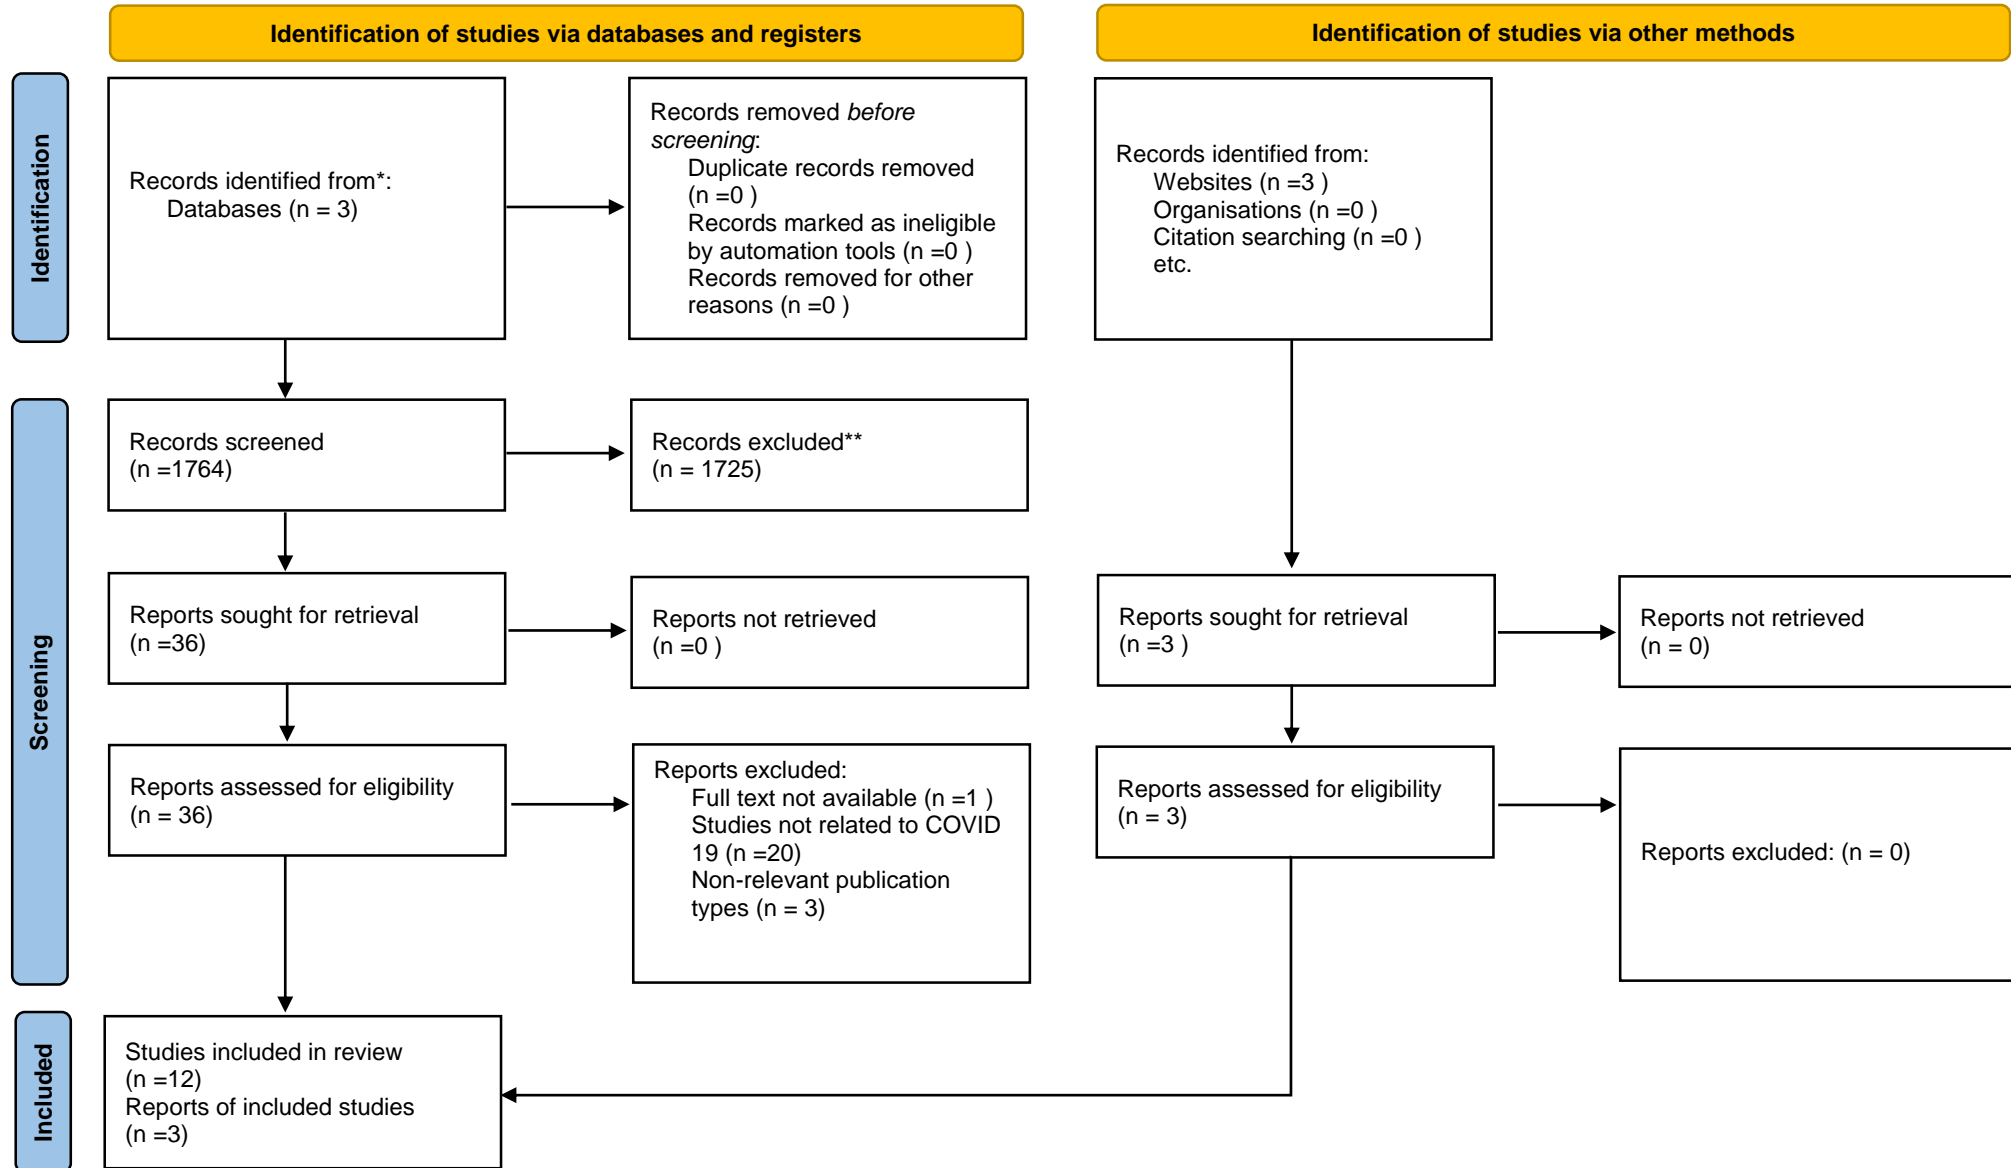 Identification of studies via databases and registers
Identification of studies via other methods
Identification
Records identified from*:
Databases (n = 3)
Records removed before
screening:
Duplicate records removed
(n =0 )
Records marked as ineligible
by automation tools (n =0 )
Records removed for other
reasons (n =0 )
Records identified from:
Websites (n =3 )
Organisations (n =0 )
Citation searching (n =0 )
etc.
Screening
Records screened
(n =1764)
Records excluded**
(n = 1725)
Reports sought for retrieval
(n =36)
Reports not retrieved
(n =0 )
Reports sought for retrieval
(n =3 )
Reports not retrieved
(n = 0)
Reports assessed for eligibility
(n = 36)
Reports excluded:
Full text not available (n =1 )
Studies not related to COVID
19 (n =20)
Non-relevant publication
types (n = 3)
Reports assessed for eligibility
(n = 3)
Reports excluded: (n = 0)
Included
Studies included in review
(n =12)
Reports of included studies
(n =3)